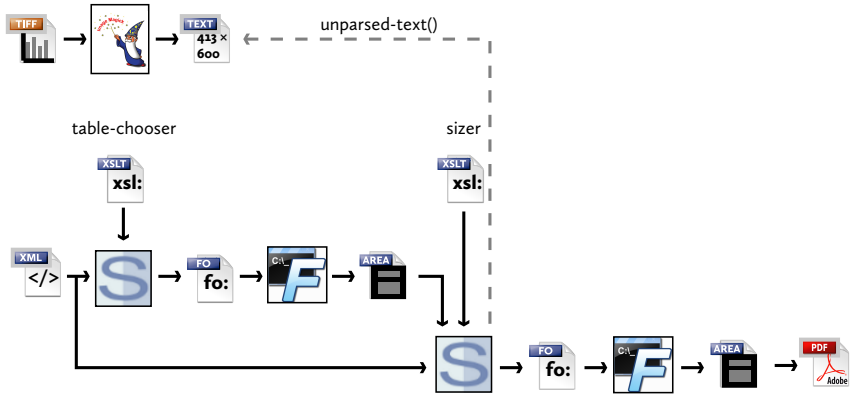 TIFF
TEXT
413 ×
600
unparsed-text()
table-chooser
sizer
XSLT
xsl:
XSLT
xsl:
XML
</>
S
FO
fo:
C:\_
F
AREA
S
FO
fo:
C:\_
F
AREA
PDF
Adobe